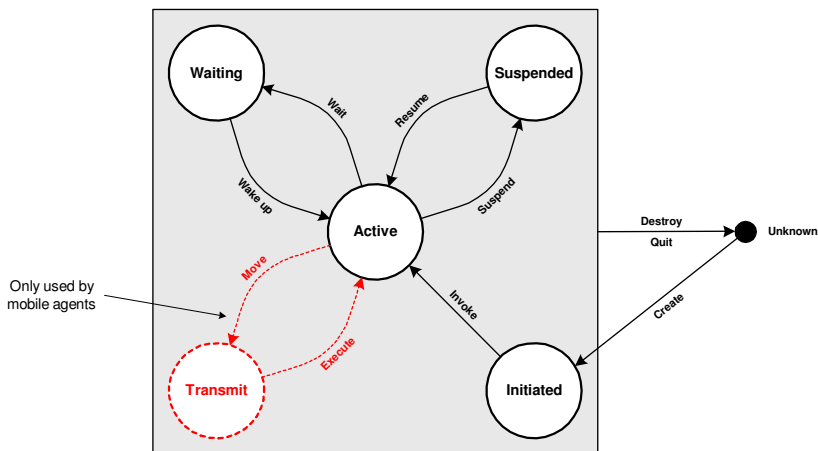 Waiting
Suspended
Wait
Resume
Wake up
Suspend
Active
Destroy
Quit
Unknown
Move
Only used by
mobile agents
Invoke
Create
Execute
Transmit
Initiated